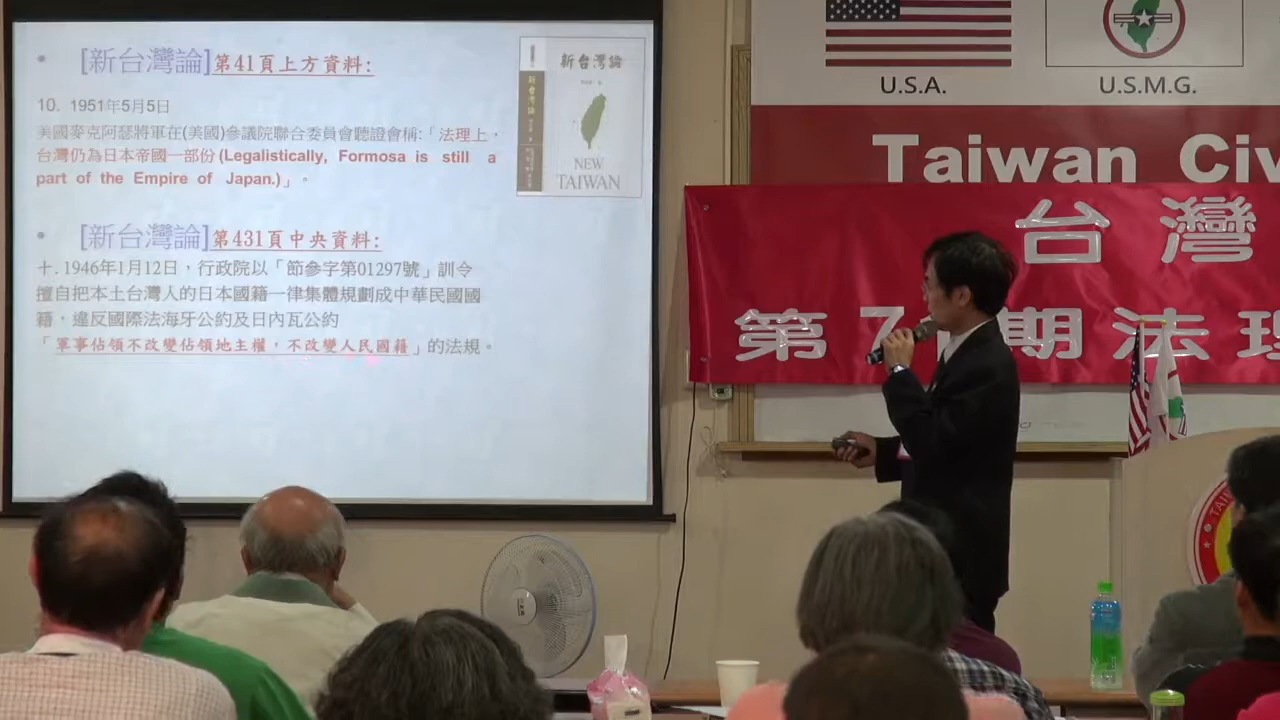 [新台灣論]第41頁上方資料:
10. 1951年5月5日
美國麥克阿瑟將軍在(美國)參議院聯合委員會聽證會稱:「法理上，
台灣仍為日本帝國一部份(Legalistically, Formosa is still a
part of the Empire of Japan.)」。
[新台灣論]第431頁中央資料:
十. 1946年1月12日，行政院以「節參字第01297號」訓令
擅自把本土台灣人的日本國籍一律集體規劃成中華民國國
籍，違反國際法海牙公約及日內瓦公約
「軍事佔領不改變佔領地主權，不改變人民國籍」的法規。
新台灣論
新台灣論
NEW
TAIWAN
U.S.A.
U.S.M.G.
Taiwan Civ
台灣
第7 期法理
TAIW